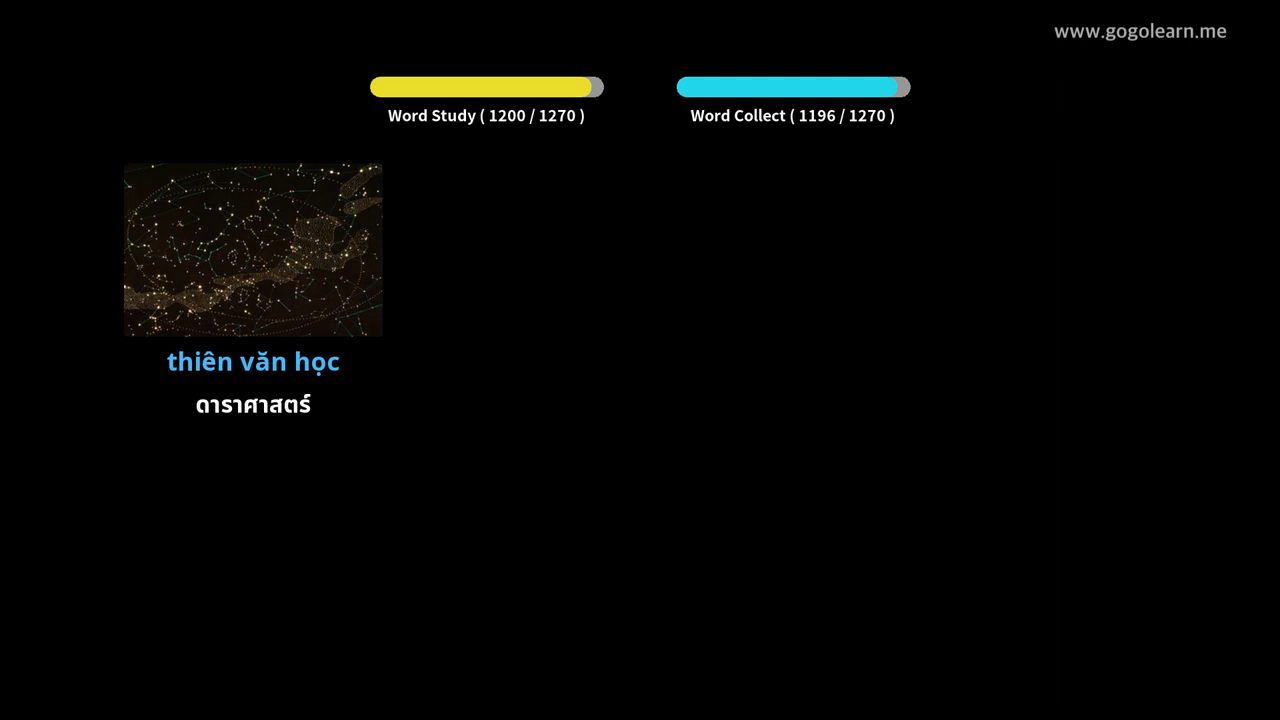 www.gogolearn.me
Word Study ( 1200 / 1270 )
Word Collect ( 1196 / 1270 )
thiên văn học
ดาราศาสตร์